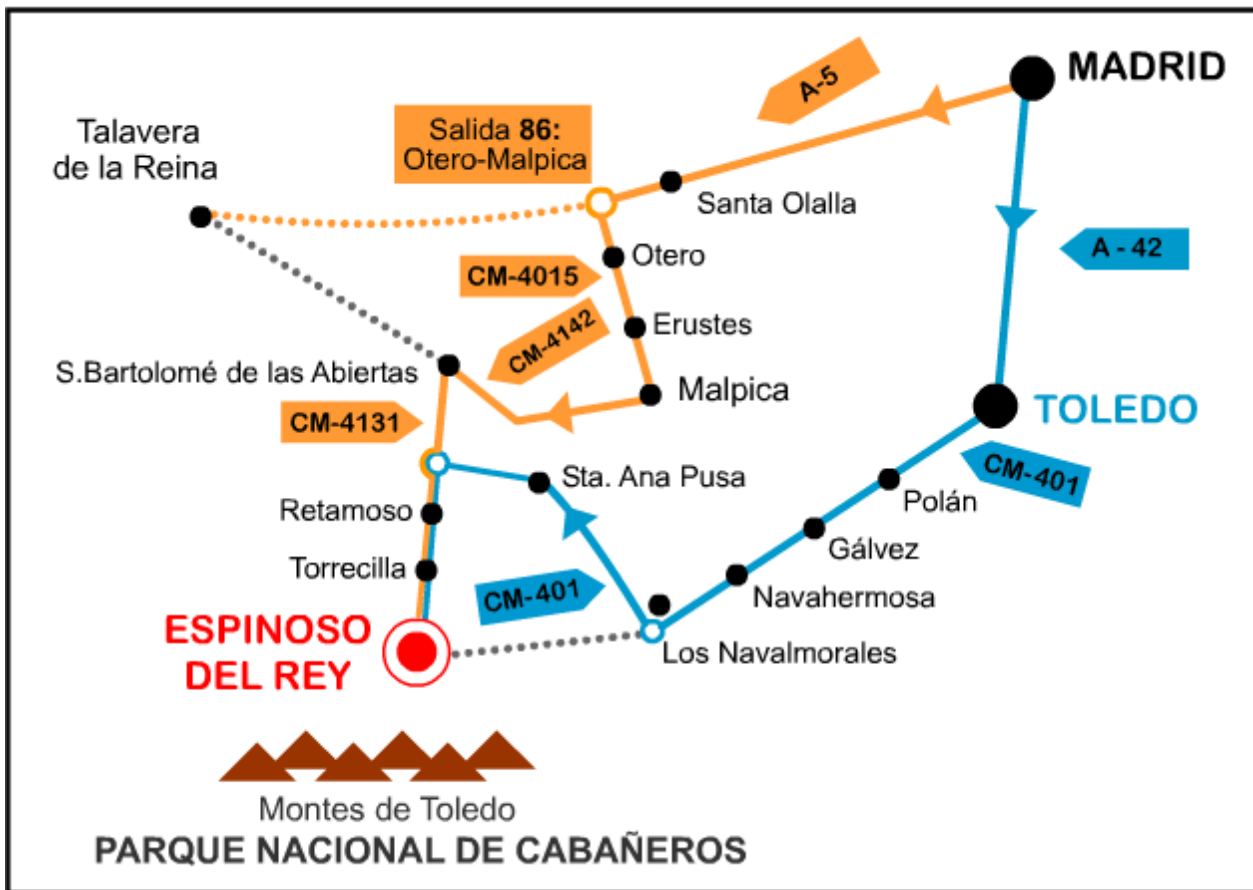 MADRID
A-5
Talavera
de la Reina
Salida 86:
Otero-Malpica
Santa Olalla
Otero
A - 42
CM-4015
Erustes
CM-4142
S.Bartolomé de las Abiertas
Malpica
TOLEDO
CM-4131
CM-401
Sta. Ana Pusa
Polán
Retamoso
Gálvez
Torrecilla
CM-401
Navahermosa
ESPINOSO
DEL REY
Los Navalmorales
Montes de Toledo
PARQUE NACIONAL DE CABAÑEROS